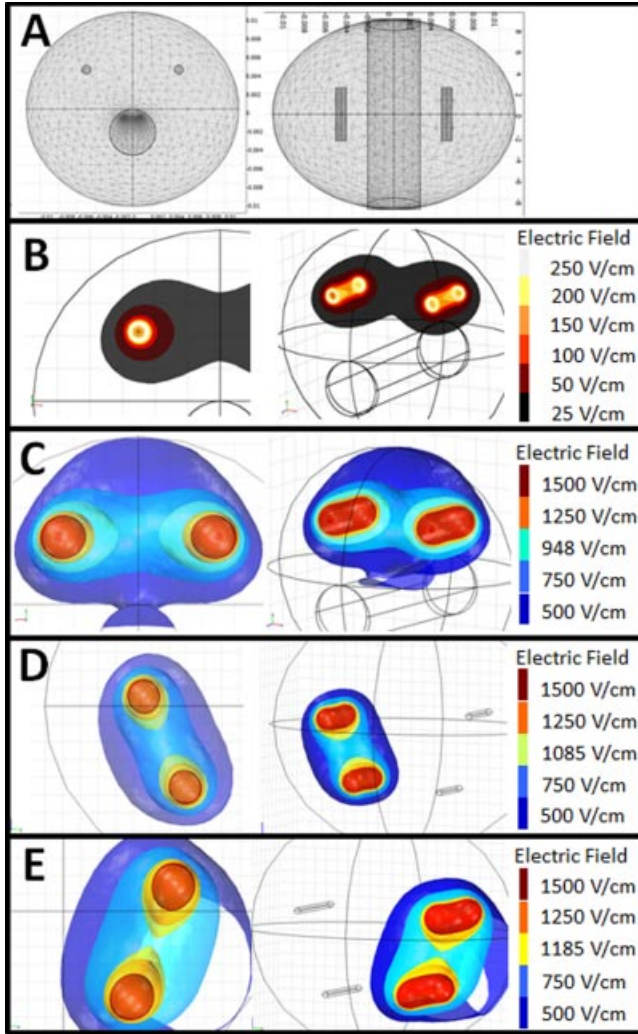 A
B
Electric Field
250 V/cm
200 V/cm
150 V/cm
100 V/cm
50 V/cm
25 V/cm
C
Electric Field
1500 V/cm
1250 V/cm
948 V/cm
750 V/cm
500 V/cm
D
Electric Field
1500 V/cm
1250 V/cm
1085 V/cm
750 V/cm
500 V/cm
E
Electric Field
1500 V/cm
1250 V/cm
1185 V/cm
750 V/cm
500 V/cm